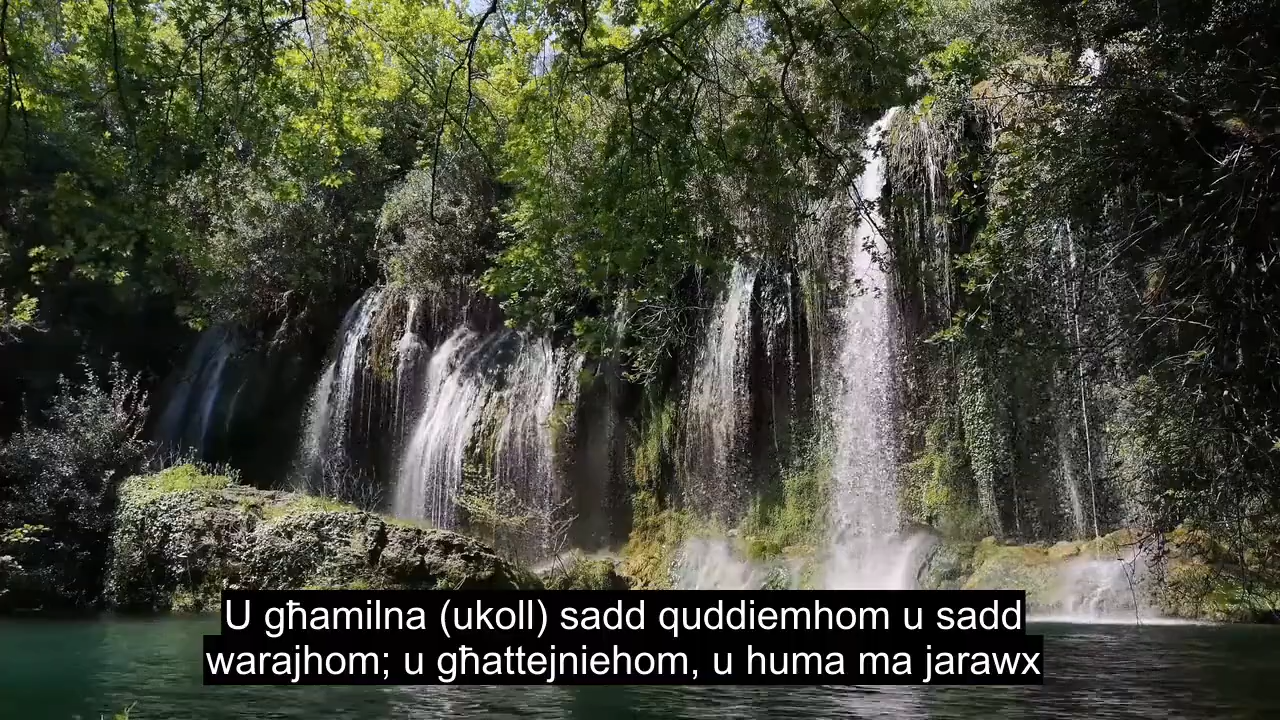 U għamilna (ukoll) sadd quddiemhom u sadd
warajhom; u għattejniehom, u huma ma jarawx